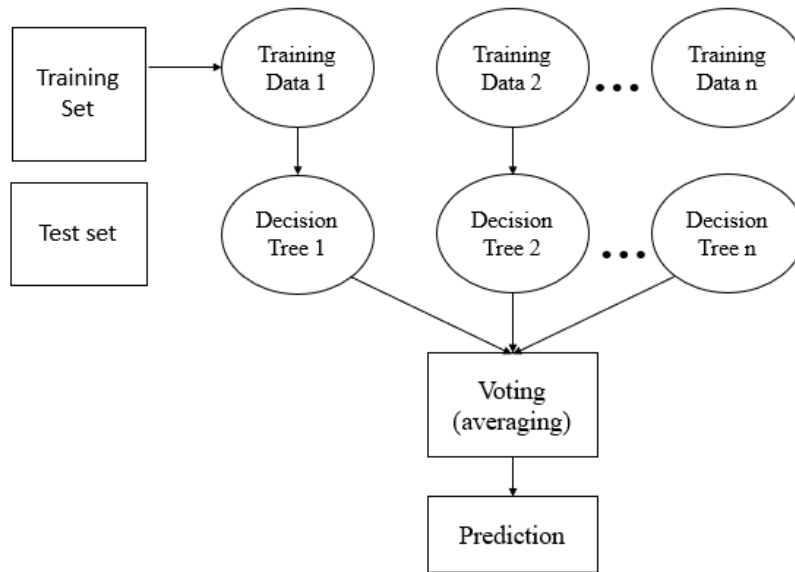 Training
Set
Training
Data 1
Training
Data 2
Training
Data n
Test set
Decision
Tree 1
Decision
Tree 2
Decision
Tree n
Voting
(averaging)
Prediction